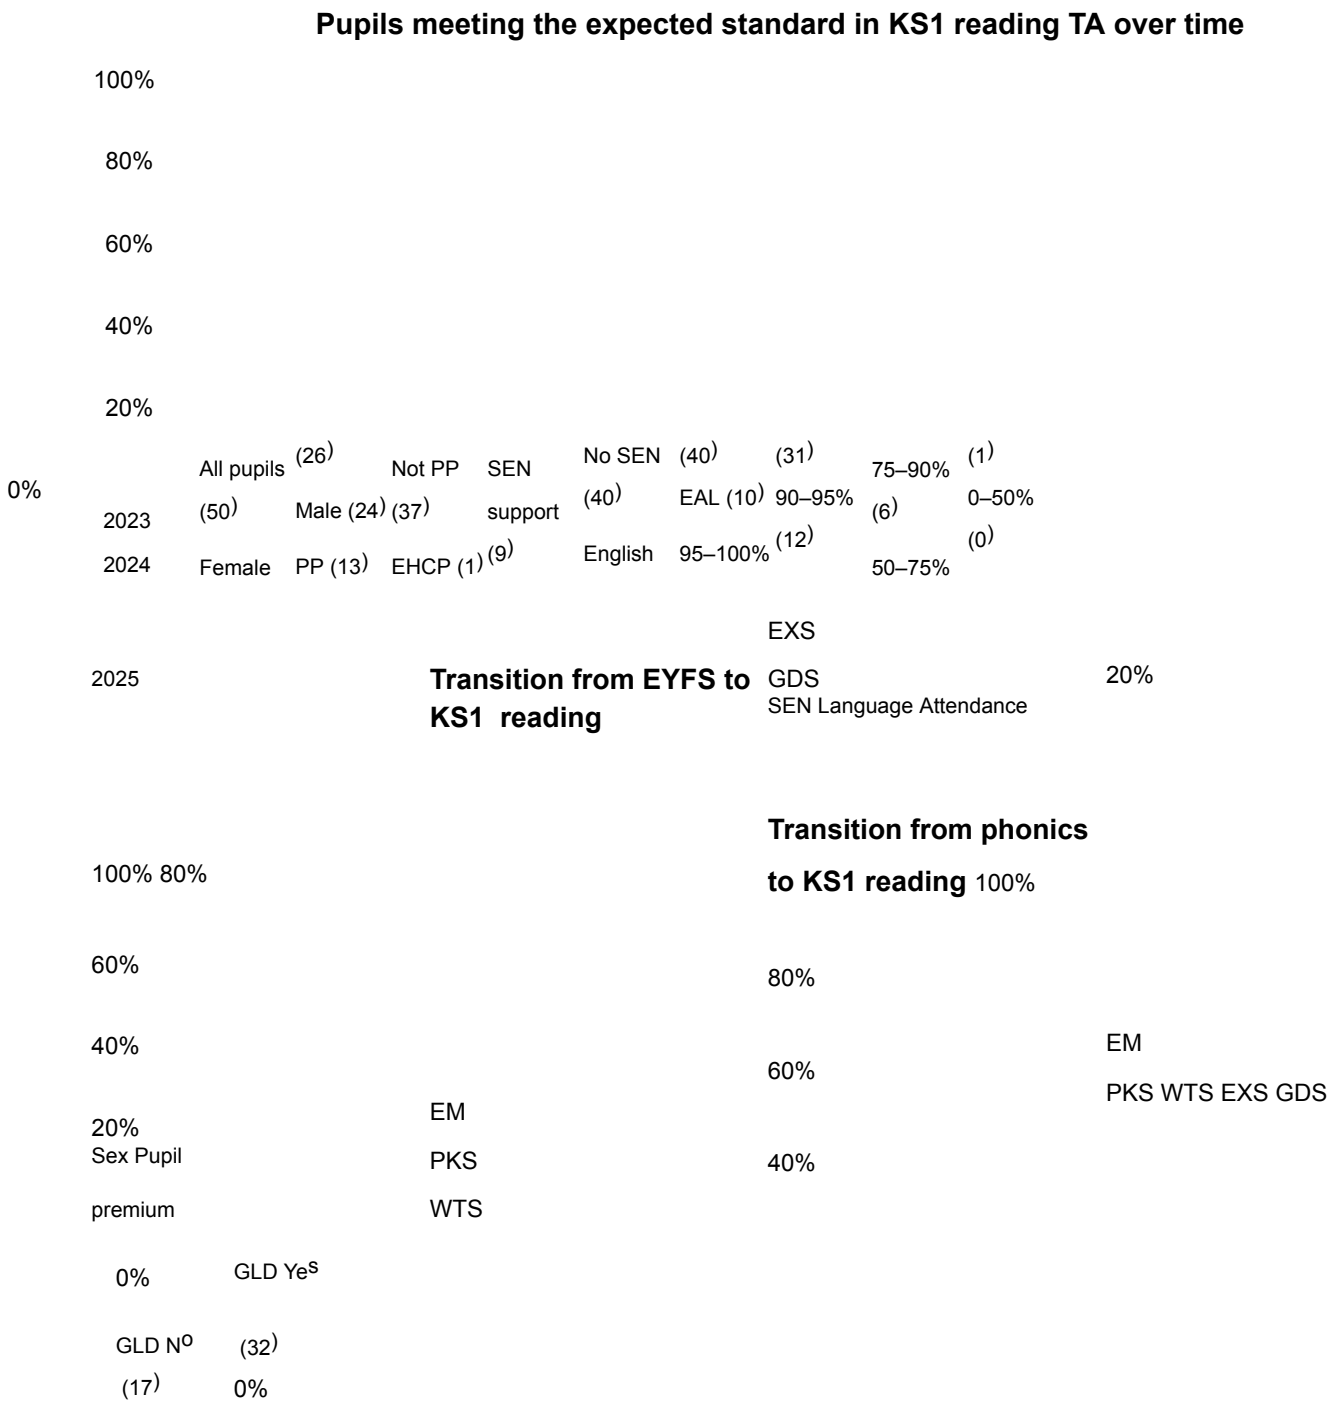 Pupils meeting the expected standard in KS1 reading TA over time
100%
80%
60%
40%
20%
0%
2023
2024
All pupils
(50)
Female
(26)
Male (24)
PP (13)
Not PP
(37)
EHCP (1)
SEN
support
(9)
No SEN
(40)
English
(40)
EAL (10)
95–100%
(31)
90–95%
(12)
75–90%
(6)
50–75%
(1)
0–50%
(0)
2025
Transition from EYFS to
KS1 reading
EXS
GDS
SEN Language Attendance
20%
Transition from phonics
to KS1 reading 100%
100% 80%
60%
40%
20%
Sex Pupil
premium
EM
PKS
WTS
80%
60%
40%
EM
PKS WTS EXS GDS
0%
GLD No
(17)
GLD Yes
(32)
0%